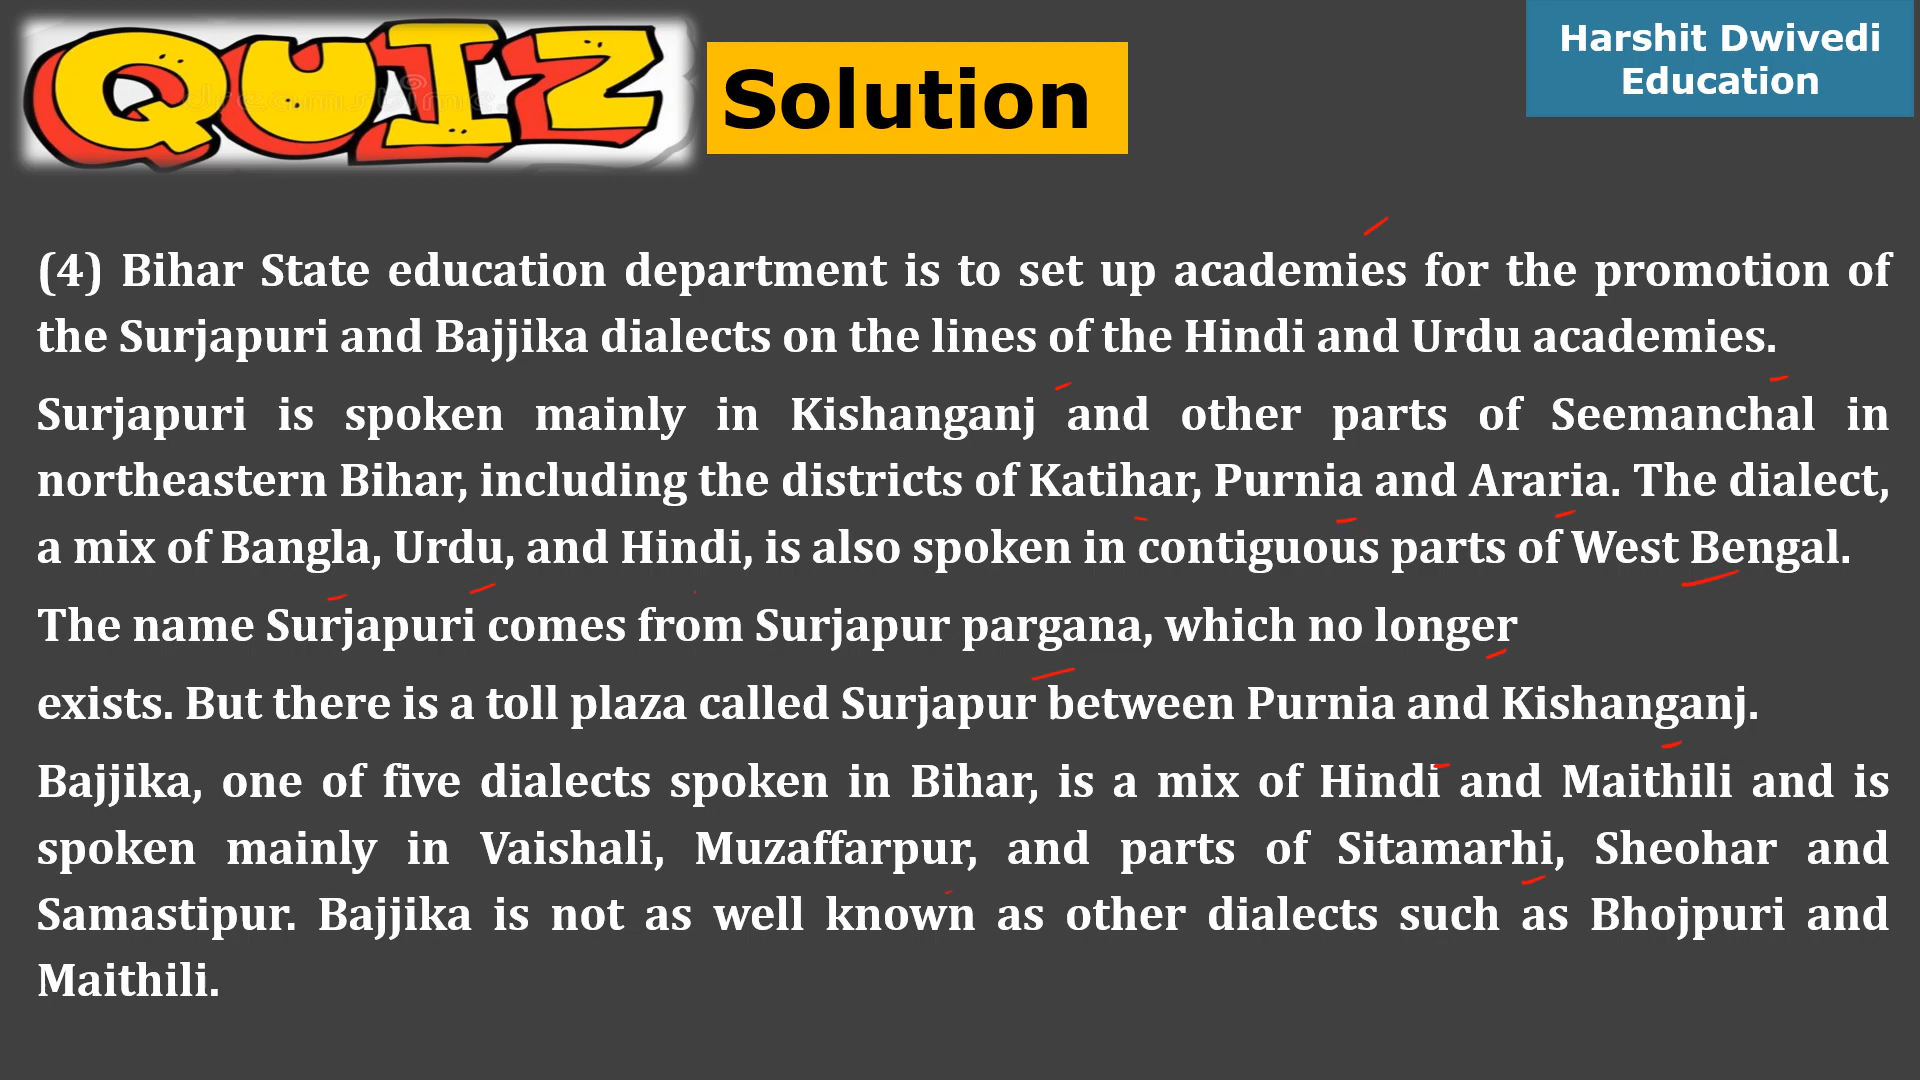 QUIZ
Solution
Harshit Dwivedi
Education
(4) Bihar State education department is to set up academies for the promotion of
the Surjapuri and Bajjika dialects on the lines of the Hindi and Urdu academies.
Surjapuri is spoken mainly in Kishanganj and other parts of Seemanchal in
northeastern Bihar, including the districts of Katihar, Purnia and Araria. The dialect,
a mix of Bangla, Urdu, and Hindi, is also spoken in contiguous parts of West Bengal.
The name Surjapuri comes from Surjapur pargana, which no longer
exists. But there is a toll plaza called Surjapur between Purnia and Kishanganj.
Bajjika, one of five dialects spoken in Bihar, is a mix of Hindi and Maithili and is
spoken mainly in Vaishali, Muzaffarpur, and parts of Sitamarhi, Sheohar and
Samastipur. Bajjika is not as well known as other dialects such as Bhojpuri and
Maithili.